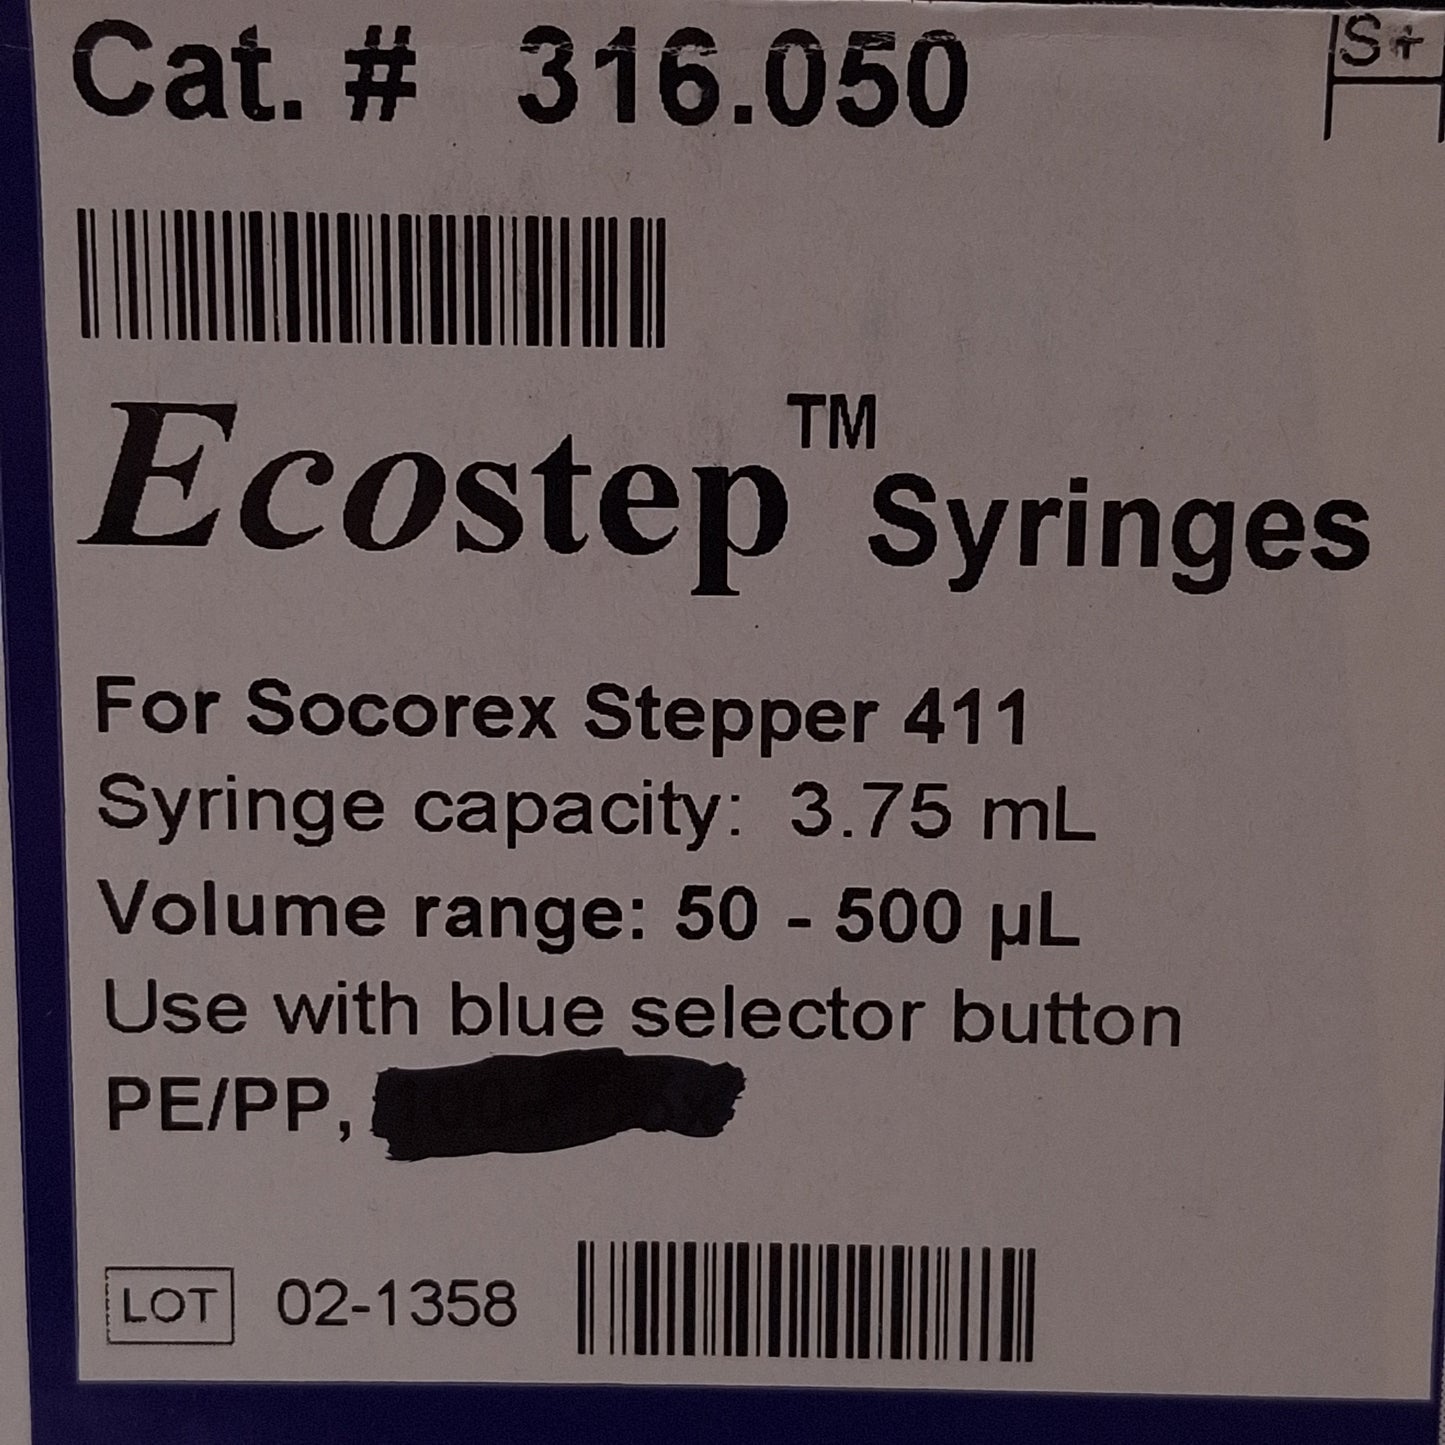 Cat. # 316.050
S+
Ecostep™ Syringes
For Socorex Stepper 411
Syringe capacity: 3.75 mL
Volume range: 50 - 500 µL
Use with blue selector button
PE/PP,
LOT 02-1358